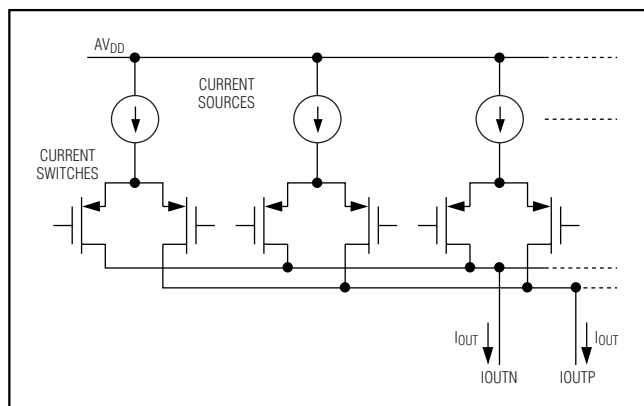 AVDD
CURRENT
SOURCES
CURRENT
SWITCHES
IOUT
IOUT
IOUTN
IOUTP